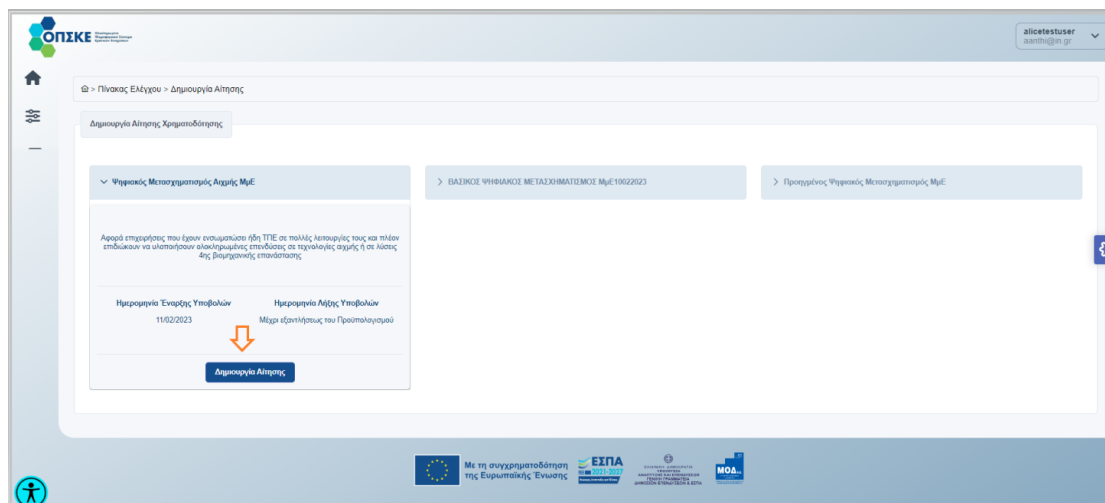 ΟΠΣΚΕ
alicetestuser
aanthi@in.gr
> Πίνακας Ελέγχου > Δημιουργία Αίτησης
Δημιουργία Αίτησης Χρηματοδότησης
Ψηφιακός Μετασχηματισμός Αιχμής ΜμΕ
ΒΑΣΙΚΟΣ ΨΗΦΙΑΚΟΣ ΜΕΤΑΣΧΗΜΑΤΙΣΜΟΣ ΜμΕ10022023
Προηγμένος Ψηφιακός Μετασχηματισμός ΜμΕ
Αφορά επιχειρήσεις που έχουν ενσωματώσει ήδη ΤΠΕ σε πολλές λειτουργίες τους και πλέον
επιδιώκουν να υλοποιήσουν ολοκληρωμένες επενδύσεις σε τεχνολογίες αιχμής ή σε λύσεις
4ης βιομηχανικής επανάστασης
Ημερομηνία Έναρξης Υποβολών
Ημερομηνία Λήξης Υποβολών
11/02/2023
Μέχρι εξαντλήσεως του Προϋπολογισμού
Δημιουργία Αίτησης
Με τη συγχρηματοδότηση
της Ευρωπαϊκής Ένωσης
ΕΣΠΑ
2021-2027
ΜΟΔ